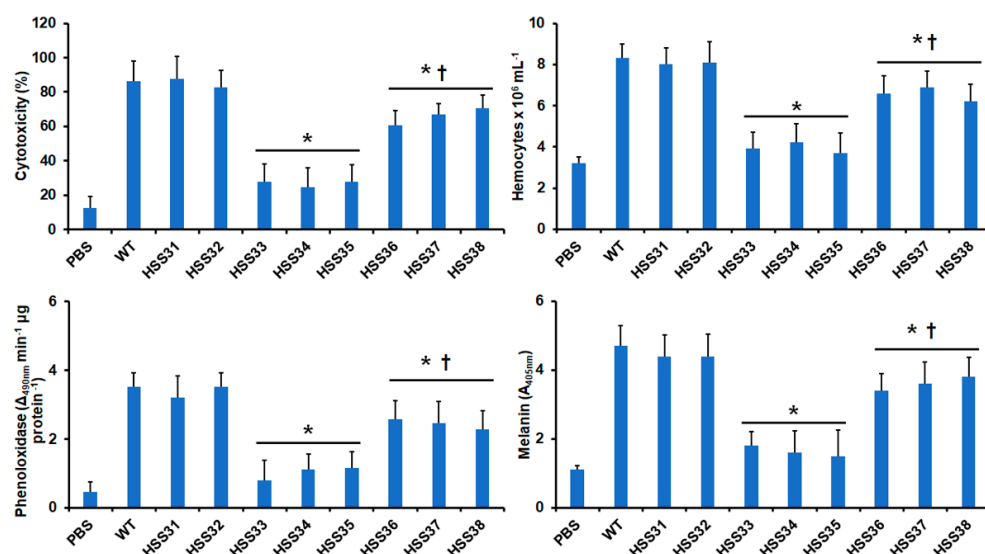 120
100
80
60
40
20
0
Cytotoxicity (%)
*
* †
PBS
WT
HSS31
HSS32
HSS33
HSS34
HSS35
HSS36
HSS37
HSS38
10
8
6
4
2
0
Hemocytes x 10⁶ mL⁻¹
*
* †
PBS
WT
HSS31
HSS32
HSS33
HSS34
HSS35
HSS36
HSS37
HSS38
6
4
2
0
Phenoloxidase (Δ₄₉₀nm min⁻¹ µg
protein⁻¹)
*
* †
PBS
WT
HSS31
HSS32
HSS33
HSS34
HSS35
HSS36
HSS37
HSS38
6
4
2
0
Melanin (A₄₀₅nm)
*
* †
PBS
WT
HSS31
HSS32
HSS33
HSS34
HSS35
HSS36
HSS37
HSS38